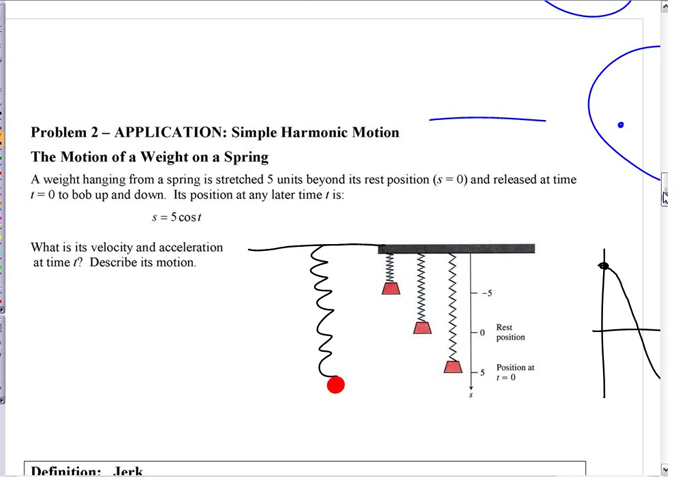 Problem 2 – APPLICATION: Simple Harmonic Motion
The Motion of a Weight on a Spring
A weight hanging from a spring is stretched 5 units beyond its rest position (s = 0) and released at time
t = 0 to bob up and down. Its position at any later time t is:
s = 5 cos t
What is its velocity and acceleration
at time t? Describe its motion.
-5
0 Rest
position
5 Position at
t = 0
s
Definition: Jerk